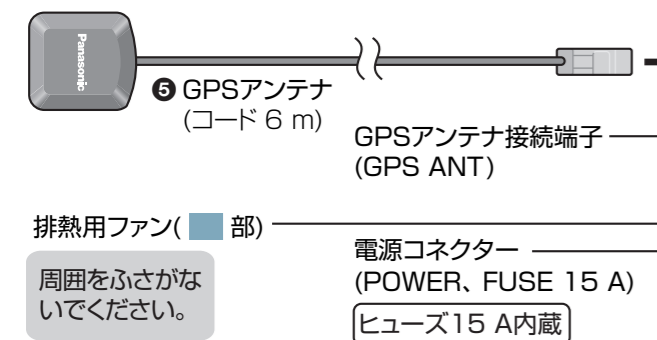 Panasonic
❺ GPSアンテナ
(コード 6 m)
GPSアンテナ接続端子
(GPS ANT)
排熱用ファン( 部)
周囲をふさがな
いでください。
電源コネクター
(POWER、FUSE 15 A)
ヒューズ15 A内蔵